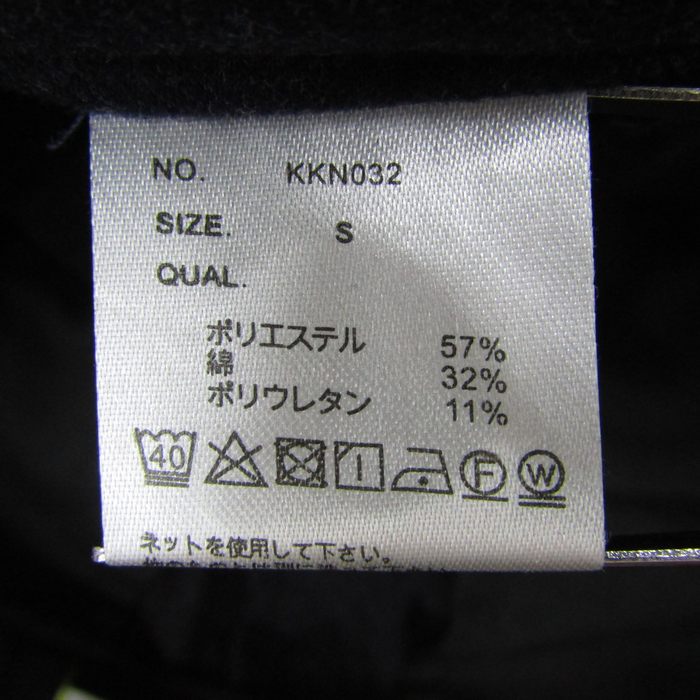 NO. KKN032
SIZE. S
QUAL.
ポリエステル 57%
綿 32%
ポリウレタン 11%
40 F W
ネットを使用して下さい。